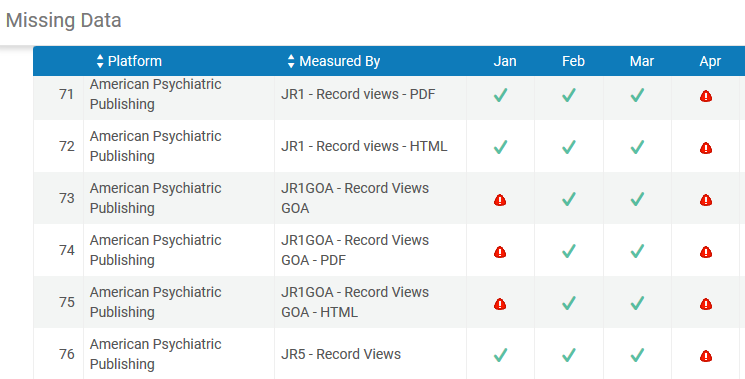 Missing Data
Platform Measured By Jan Feb Mar Apr
71 American Psychiatric Publishing JR1 - Record views - PDF
72 American Psychiatric Publishing JR1 - Record views - HTML
73 American Psychiatric Publishing JR1GOA - Record Views GOA
74 American Psychiatric Publishing JR1GOA - Record Views GOA - PDF
75 American Psychiatric Publishing JR1GOA - Record Views GOA - HTML
76 American Psychiatric Publishing JR5 - Record Views